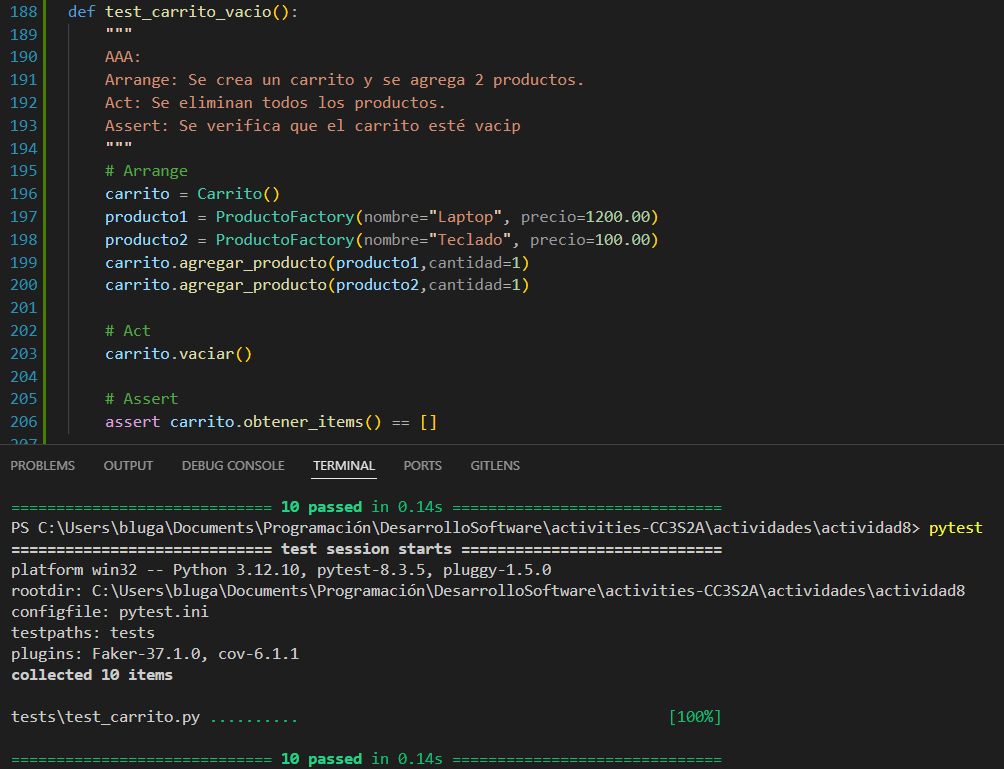 188 def test_carrito_vacio():
189 """
190 AAA:
191 Arrange: Se crea un carrito y se agrega 2 productos.
192 Act: Se eliminan todos los productos.
193 Assert: Se verifica que el carrito esté vacip
194 """
195 # Arrange
196 carrito = Carrito()
197 producto1 = ProductoFactory(nombre="Laptop", precio=1200.00)
198 producto2 = ProductoFactory(nombre="Teclado", precio=100.00)
199 carrito.agregar_producto(producto1,cantidad=1)
200 carrito.agregar_producto(producto2,cantidad=1)
201
202 # Act
203 carrito.vaciar()
204
205 # Assert
206 assert carrito.obtener_items() == []
207
PROBLEMS OUTPUT DEBUG CONSOLE TERMINAL PORTS GITLENS
============================= 10 passed in 0.14s ==============================
PS C:\Users\bluga\Documents\Programación\DesarrolloSoftware\activities-CC3S2A\actividades\actividad8> pytest
============================= test session starts =============================
platform win32 -- Python 3.12.10, pytest-8.3.5, pluggy-1.5.0
rootdir: C:\Users\bluga\Documents\Programación\DesarrolloSoftware\activities-CC3S2A\actividades\actividad8
configfile: pytest.ini
testpaths: tests
plugins: Faker-37.1.0, cov-6.1.1
collected 10 items
tests\test_carrito.py .......... [100%]
============================= 10 passed in 0.14s ==============================